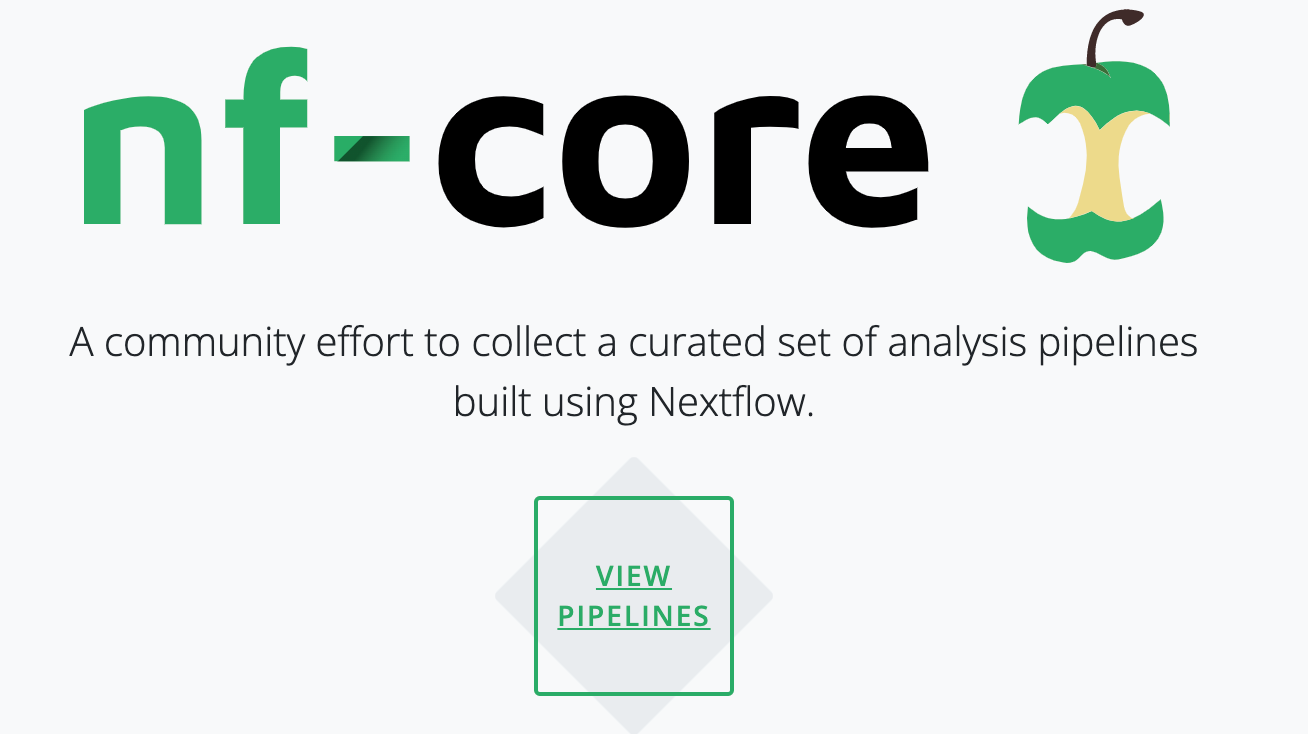 nf-core
A community effort to collect a curated set of analysis pipelines
built using Nextflow.
VIEW
PIPELINES